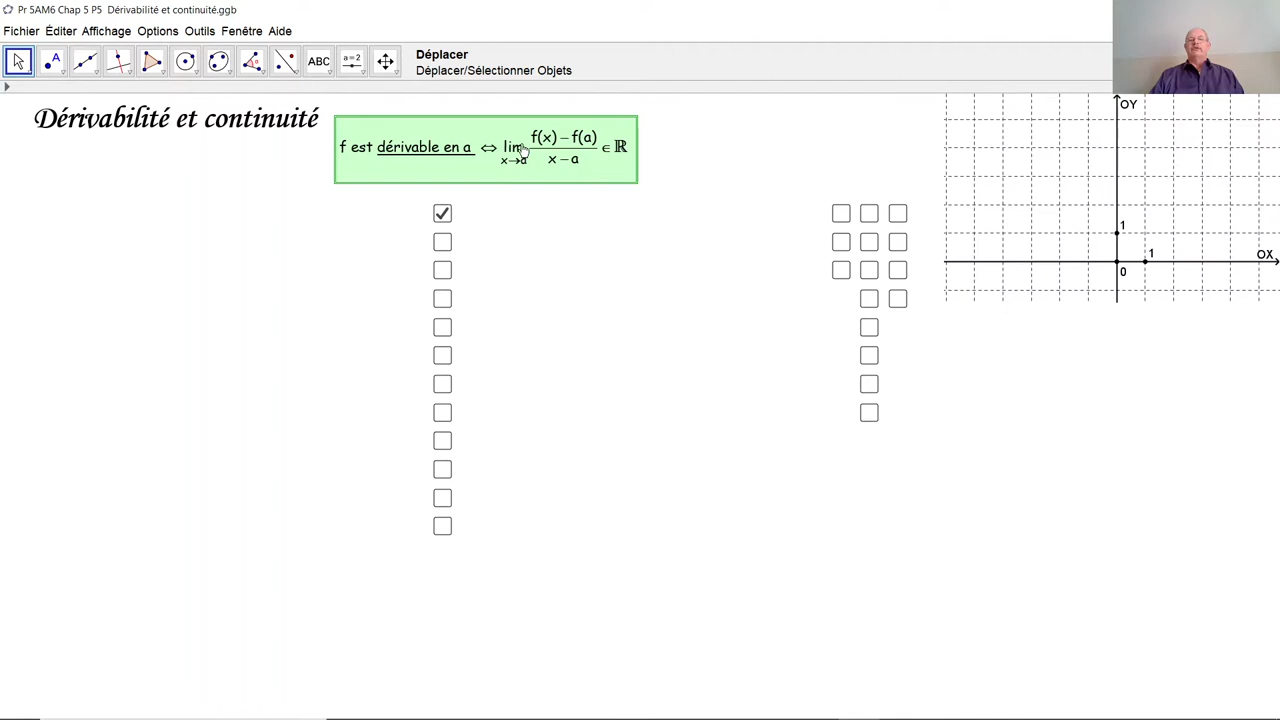 Pr 5AM6 Chap 5 P5 Dérivabilité et continuité.ggb
Fichier Éditer Affichage Options Outils Fenêtre Aide
A ABC a=2
Déplacer
Déplacer/Sélectionner Objets
Dérivabilité et continuité
f est dérivable en a ⇔ lim x→a (f(x) – f(a))/(x – a) ∈ ℝ
OY
1
1
OX
0